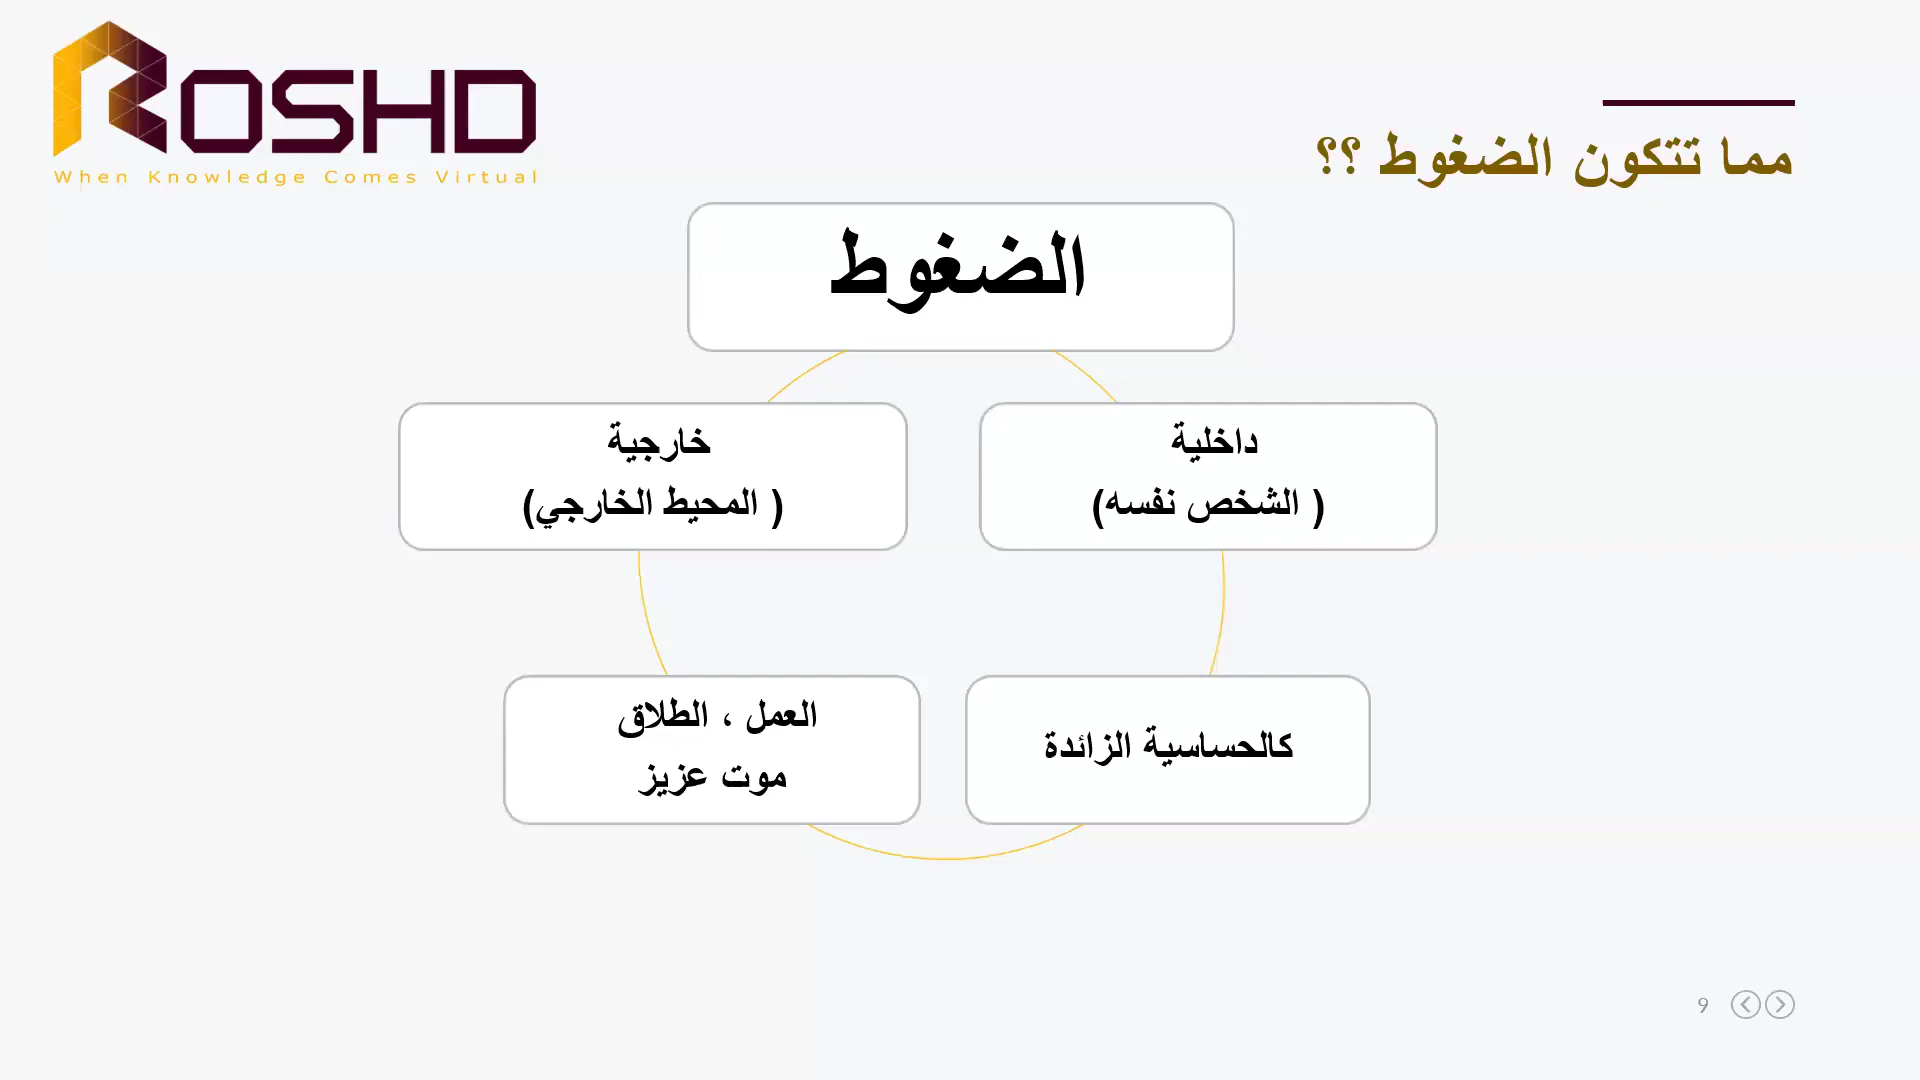 ROSHD
When Knowledge Comes Virtual
مما تتكون الضغوط ؟؟
الضغوط
داخلية
( الشخص نفسه)
خارجية
( المحيط الخارجي)
كالحساسية الزائدة
العمل ، الطلاق
موت عزيز
9